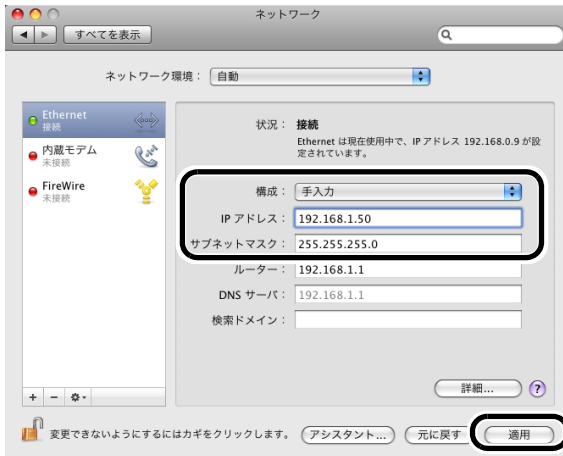 ネットワーク
すべてを表示
ネットワーク環境： 自動
Ethernet
接続
内蔵モデム
未接続
FireWire
未接続
状況： 接続
Ethernet は現在使用中で、IP アドレス 192.168.0.9 が設
定されています。
構成： 手入力
IP アドレス： 192.168.1.50
サブネットマスク： 255.255.255.0
ルーター： 192.168.1.1
DNS サーバ： 192.168.1.1
検索ドメイン：
詳細... ?
+ −
変更できないようにするにはカギをクリックします。 アシスタント... 元に戻す 適用